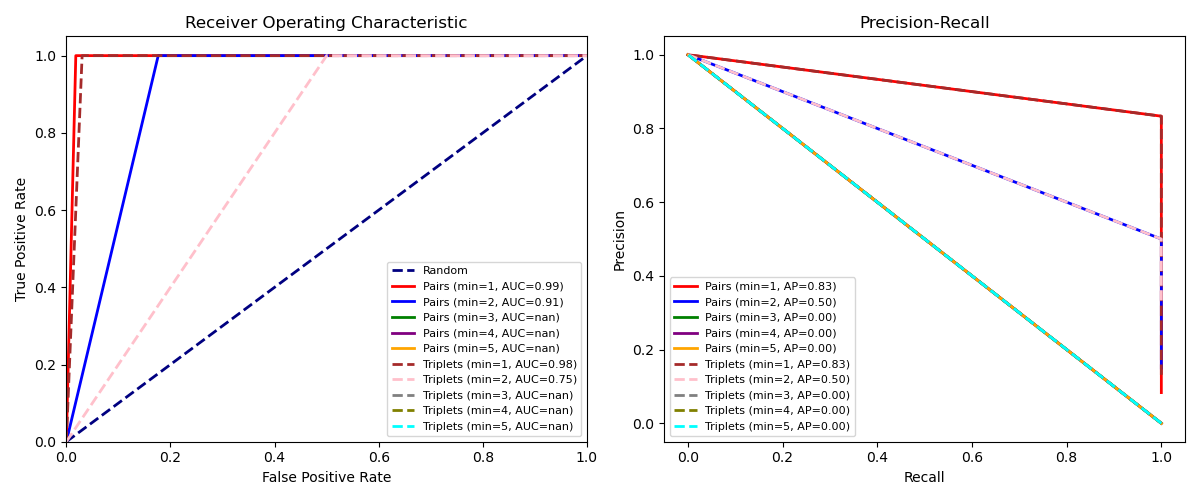 Receiver Operating Characteristic
True Positive Rate
1.0
0.8
0.6
0.4
0.2
0.0
Random
Pairs (min=1, AUC=0.99)
Pairs (min=2, AUC=0.91)
Pairs (min=3, AUC=nan)
Pairs (min=4, AUC=nan)
Pairs (min=5, AUC=nan)
Triplets (min=1, AUC=0.98)
Triplets (min=2, AUC=0.75)
Triplets (min=3, AUC=nan)
Triplets (min=4, AUC=nan)
Triplets (min=5, AUC=nan)
0.0 0.2 0.4 0.6 0.8 1.0
False Positive Rate
Precision-Recall
Precision
1.0
0.8
0.6
0.4
0.2
0.0
Pairs (min=1, AP=0.83)
Pairs (min=2, AP=0.50)
Pairs (min=3, AP=0.00)
Pairs (min=4, AP=0.00)
Pairs (min=5, AP=0.00)
Triplets (min=1, AP=0.83)
Triplets (min=2, AP=0.50)
Triplets (min=3, AP=0.00)
Triplets (min=4, AP=0.00)
Triplets (min=5, AP=0.00)
0.0 0.2 0.4 0.6 0.8 1.0
Recall